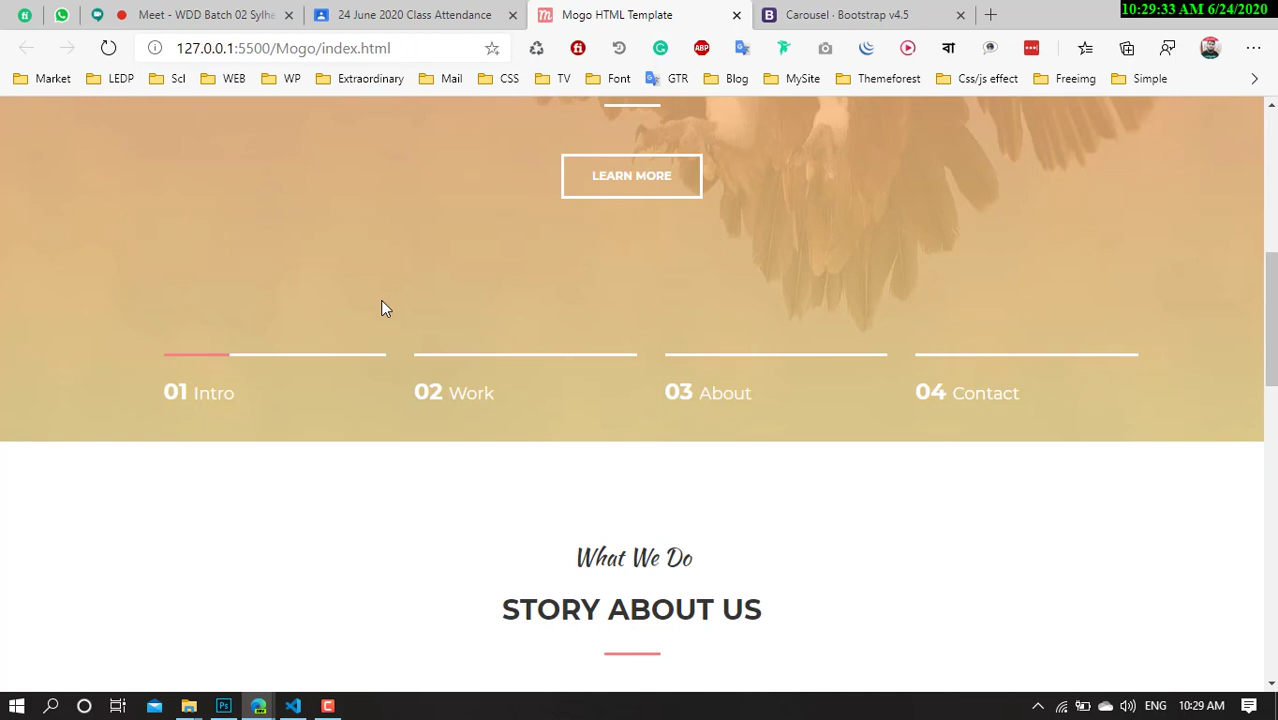 10:29:33 AM 6/24/2020
Meet - WDD Batch 02 Sylhe
24 June 2020 Class Attenda
Mogo HTML Template
Carousel · Bootstrap v4.5
127.0.0.1:5500/Mogo/index.html
ABP
বা
Market
LEDP
Scl
WEB
WP
Extraordinary
Mail
CSS
TV
Font
GTR
Blog
MySite
Themeforest
Css/js effect
Freeimg
Simple
LEARN MORE
01 Intro
02 Work
03 About
04 Contact
What We Do
STORY ABOUT US
ENG
10:29 AM